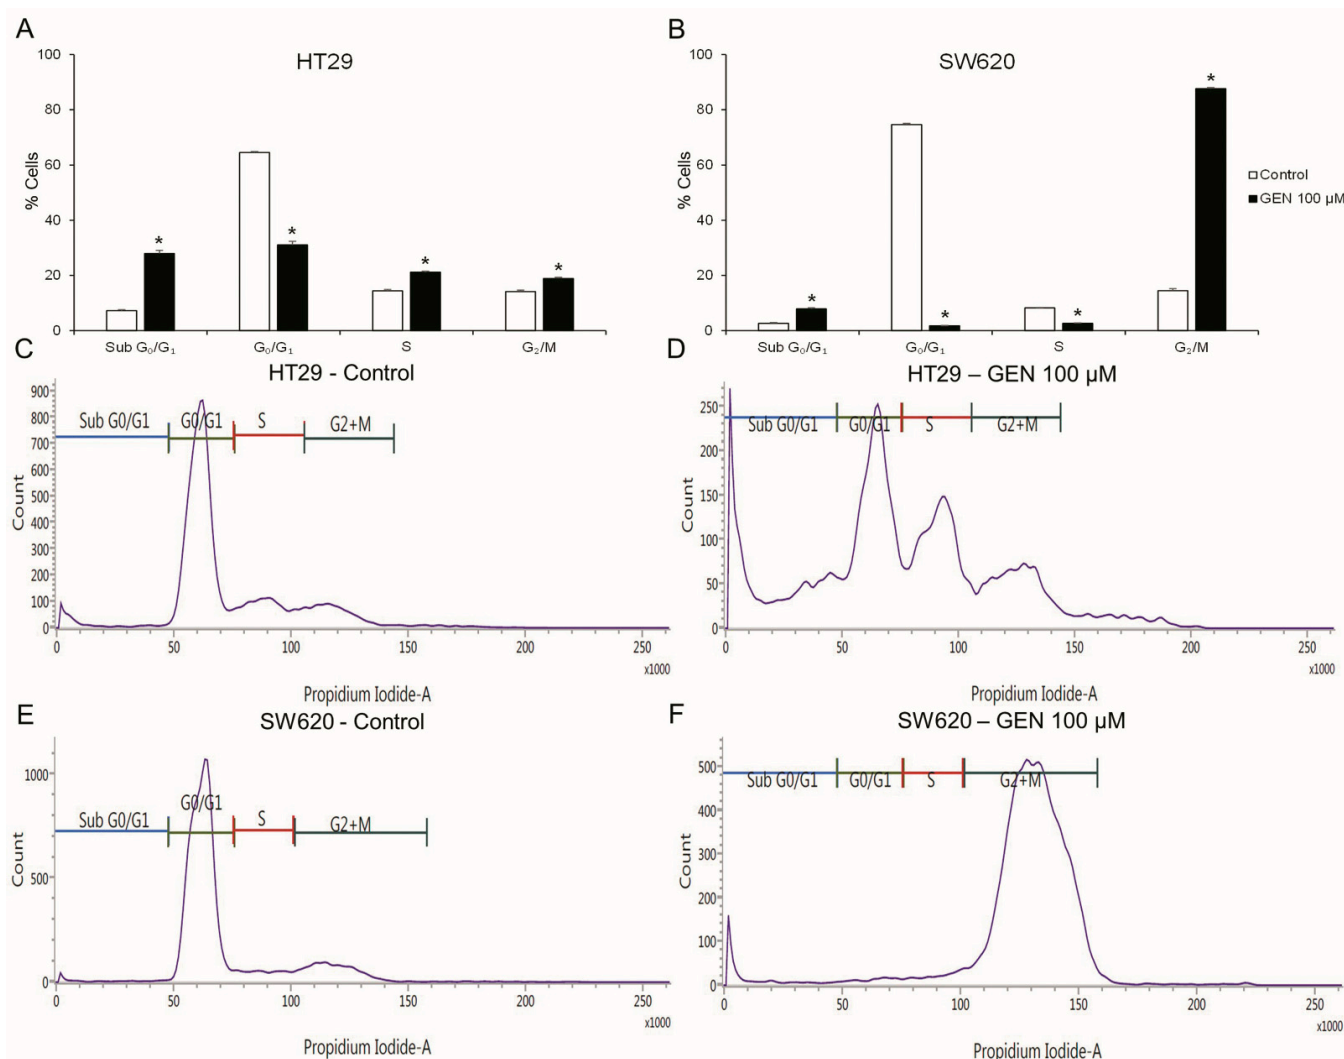 A
HT29
100
80
60
40
20
0
% Cells
*
*
*
*
Sub G₀/G₁
G₀/G₁
S
G₂/M
B
SW620
100
80
60
40
20
0
% Cells
*
*
*
*
Sub G₀/G₁
G₀/G₁
S
G₂/M
Control
GEN 100 µM
C
HT29 - Control
900
800
700
600
500
400
300
200
100
0
Count
Sub G0/G1
G0/G1
S
G2+M
0 50 100 150 200 250
x1000
Propidium Iodide-A
D
HT29 – GEN 100 µM
250
200
150
100
50
0
Count
Sub G0/G1
G0/G1
S
G2+M
0 50 100 150 200 250
x1000
Propidium Iodide-A
E
SW620 - Control
1000
500
0
Count
Sub G0/G1
G0/G1
S
G2+M
0 50 100 150 200 250
x1000
Propidium Iodide-A
F
SW620 – GEN 100 µM
500
400
300
200
100
0
Count
Sub G0/G1
G0/G1
S
G2+M
0 50 100 150 200 250
x1000
Propidium Iodide-A